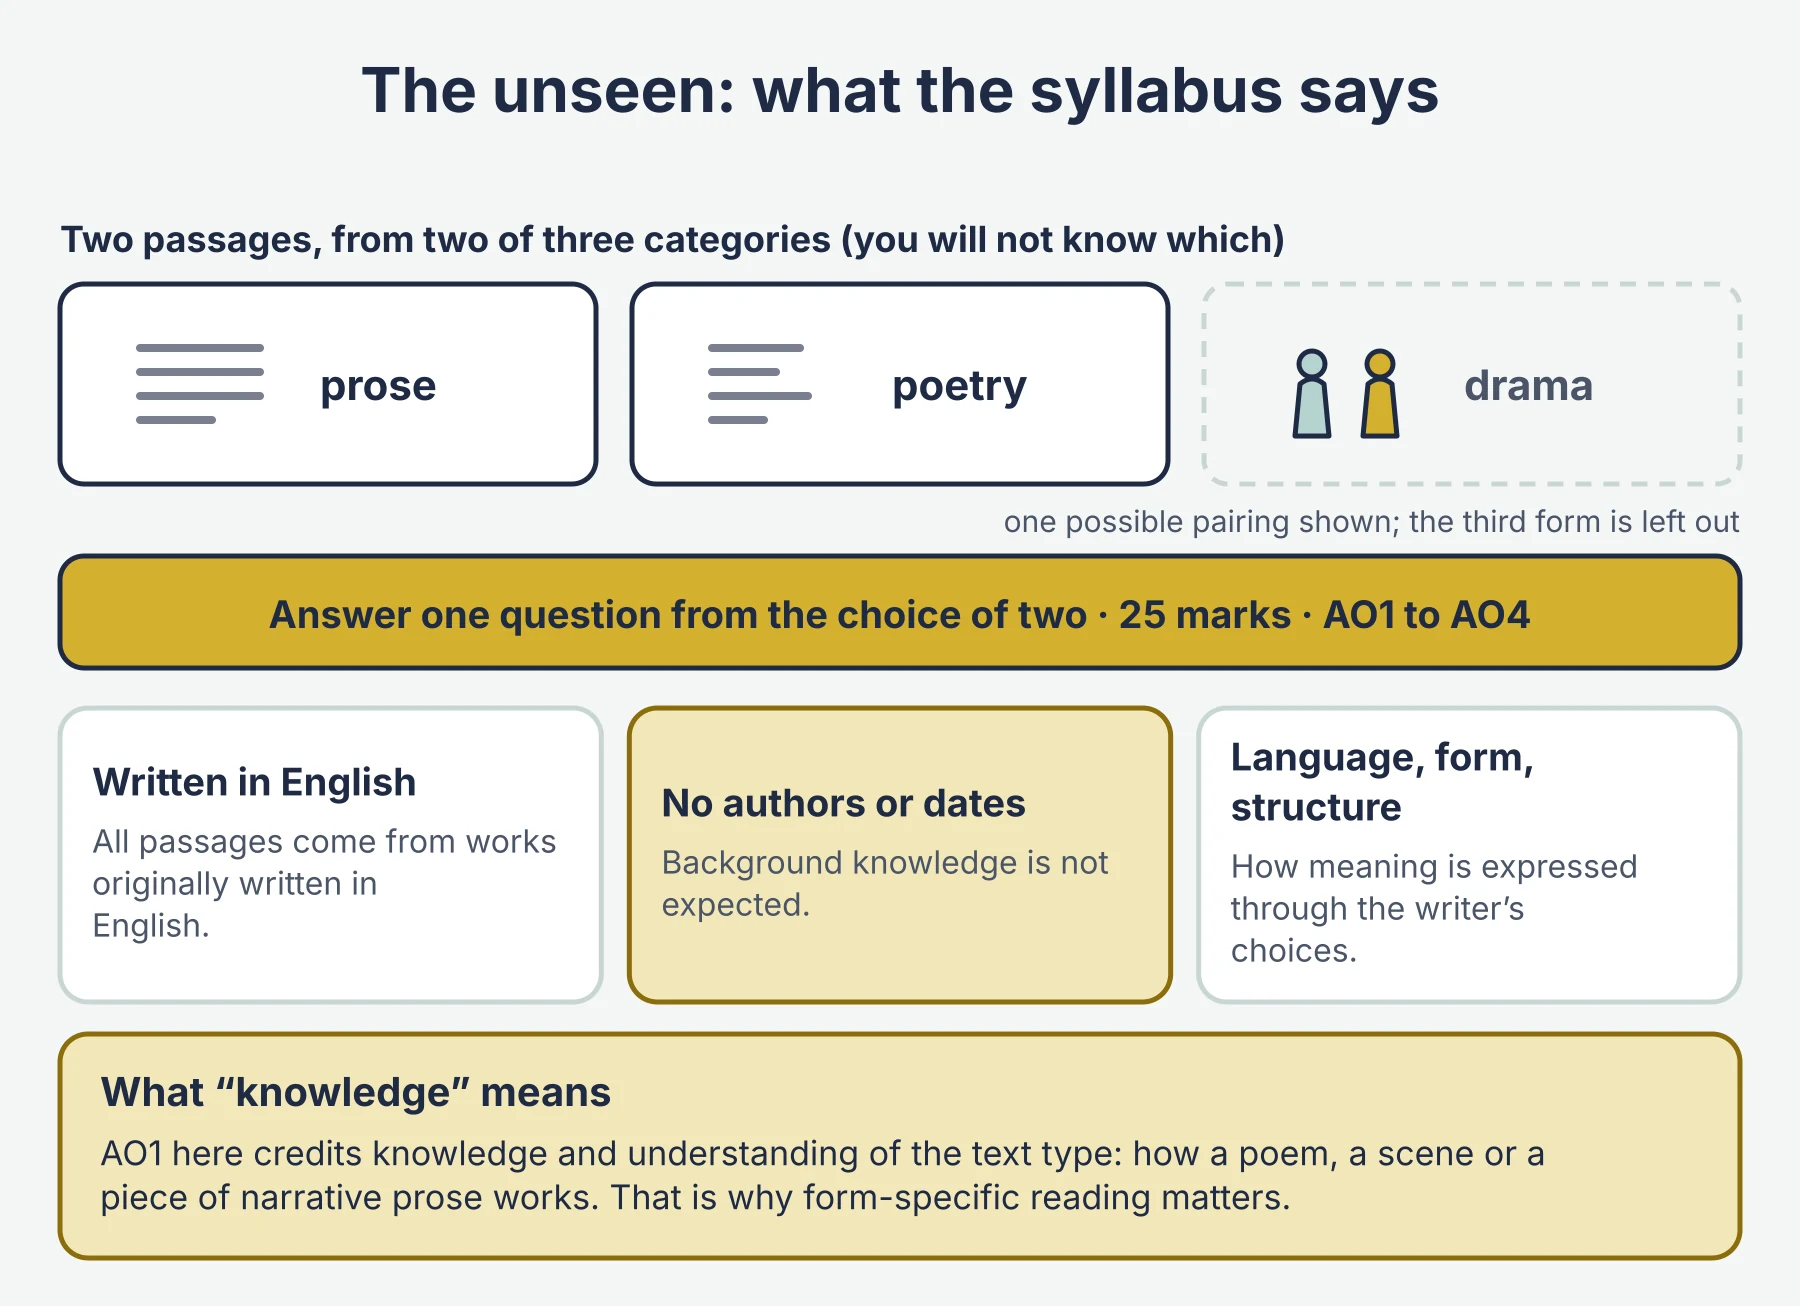 The unseen: what the syllabus says
Two passages, from two of three categories (you will not know which)
prose
poetry
drama
one possible pairing shown; the third form is left out
Answer one question from the choice of two · 25 marks · AO1 to AO4
Written in English
All passages come from works
originally written in
English.
No authors or dates
Background knowledge is not
expected.
Language, form,
structure
How meaning is expressed
through the writer’s
choices.
What “knowledge” means
AO1 here credits knowledge and understanding of the text type: how a poem, a scene or a
piece of narrative prose works. That is why form-specific reading matters.